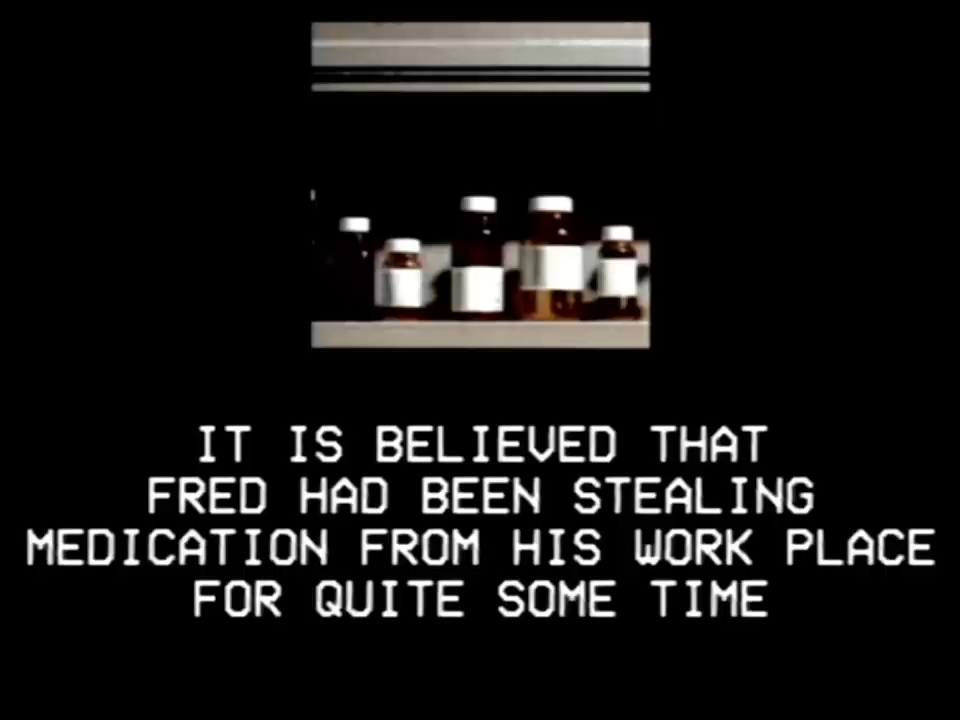 IT IS BELIEVED THAT
FRED HAD BEEN STEALING
MEDICATION FROM HIS WORK PLACE
FOR QUITE SOME TIME